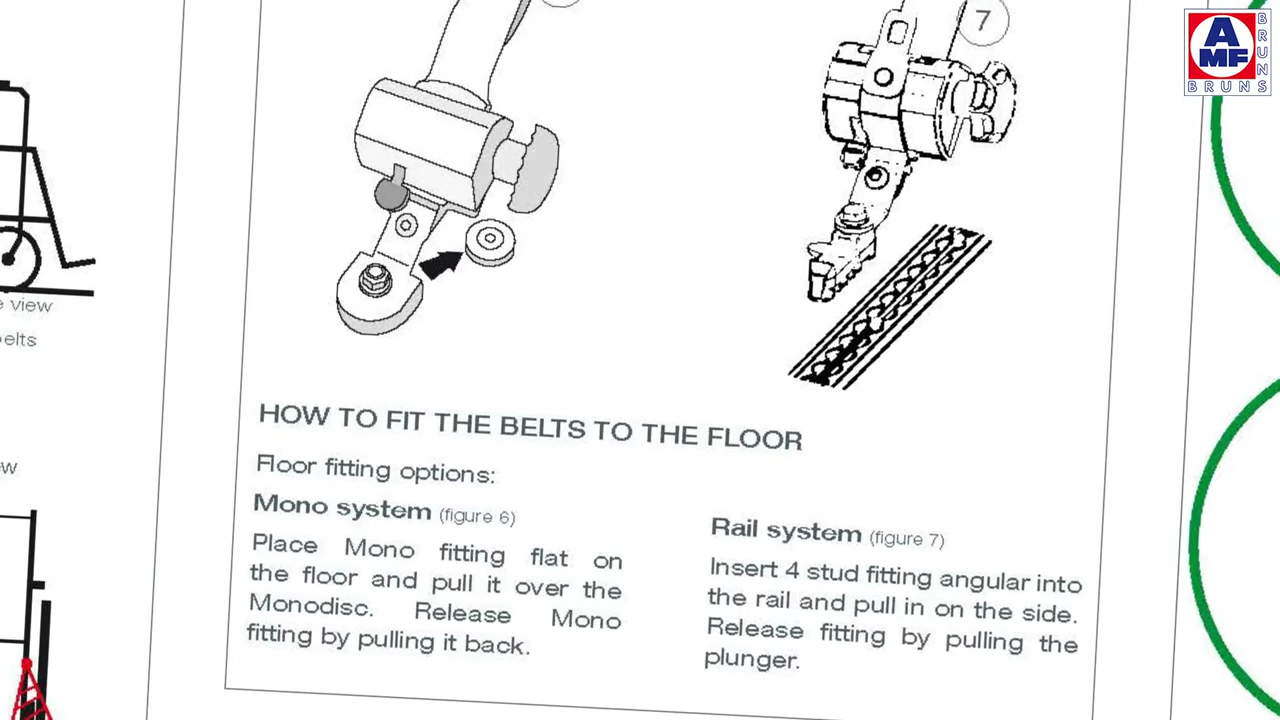 7
A
MF
BRUNS
BRUNS
view
elts
HOW TO FIT THE BELTS TO THE FLOOR
Floor fitting options:
Mono system (figure 6)
Place Mono fitting flat on
the floor and pull it over the
Monodisc. Release Mono
fitting by pulling it back.
Rail system (figure 7)
Insert 4 stud fitting angular into
the rail and pull in on the side.
Release fitting by pulling the
plunger.